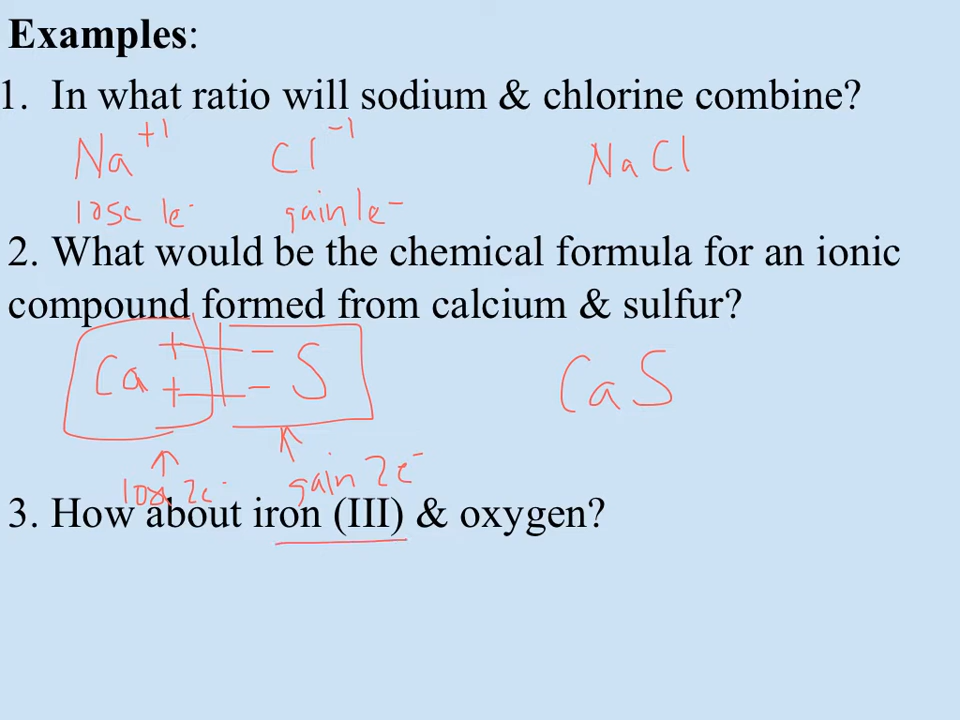 Examples:
1. In what ratio will sodium & chlorine combine?
Na +1 Cl -1 NaCl
lose 1e- gain 1e-
2. What would be the chemical formula for an ionic
compound formed from calcium & sulfur?
Ca + + - - S CaS
lose 2e- gain 2e-
3. How about iron (III) & oxygen?